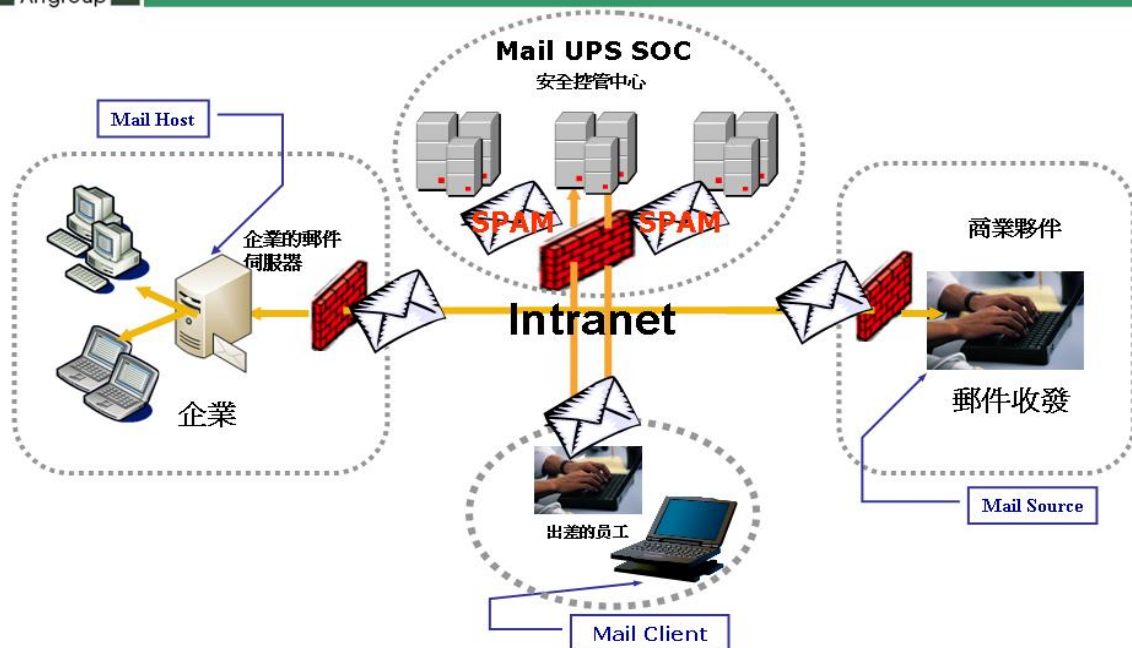 Mail UPS SOC
安全控管中心
Mail Host
SPAM
SPAM
企業的郵件
伺服器
商業夥伴
Intranet
企業
郵件收發
出差的员工
Mail Source
Mail Client